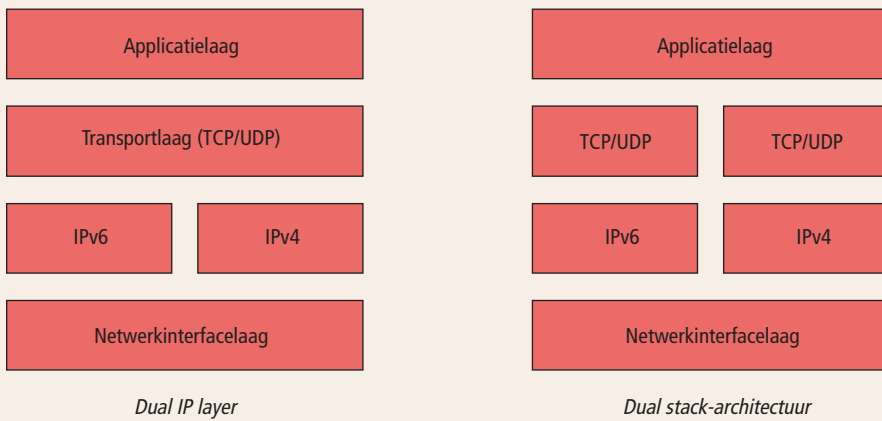 Applicatielaag
Transportlaag (TCP/UDP)
IPv6
IPv4
Netwerkinterfacelaag
Dual IP layer
Applicatielaag
TCP/UDP
TCP/UDP
IPv6
IPv4
Netwerkinterfacelaag
Dual stack-architectuur